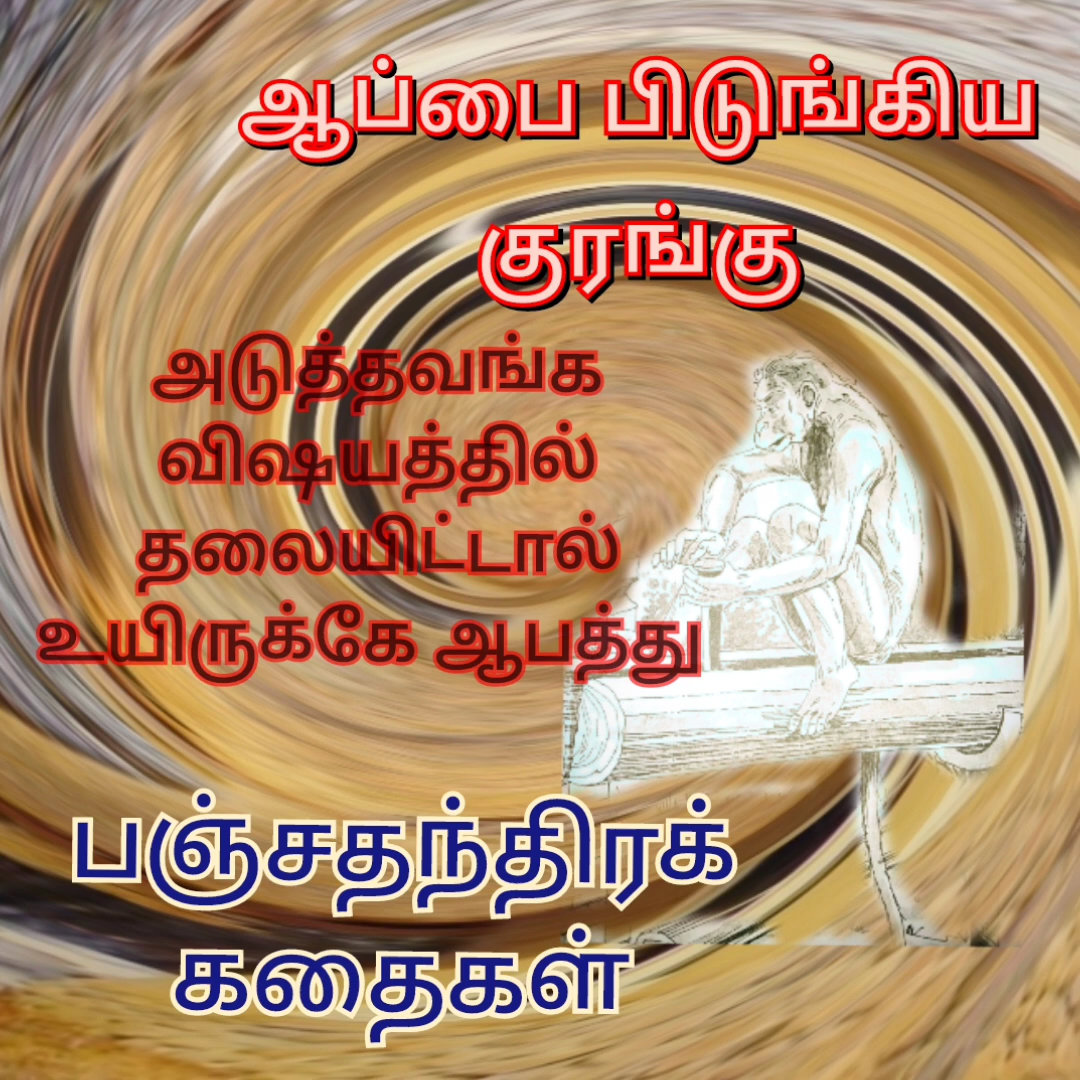 ஆப்பை பிடுங்கிய
குரங்கு
அடுத்தவங்க
விஷயத்தில்
தலையிட்டால்
உயிருக்கே ஆபத்து
பஞ்சதந்திரக்
கதைகள்